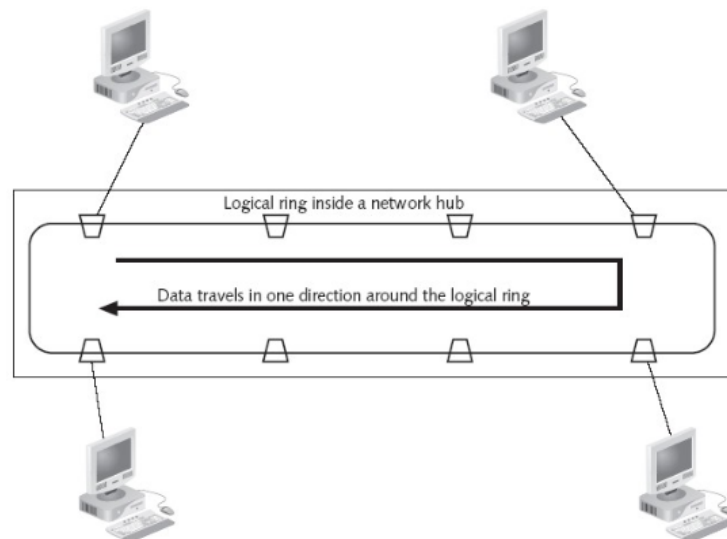 Logical ring inside a network hub
Data travels in one direction around the logical ring